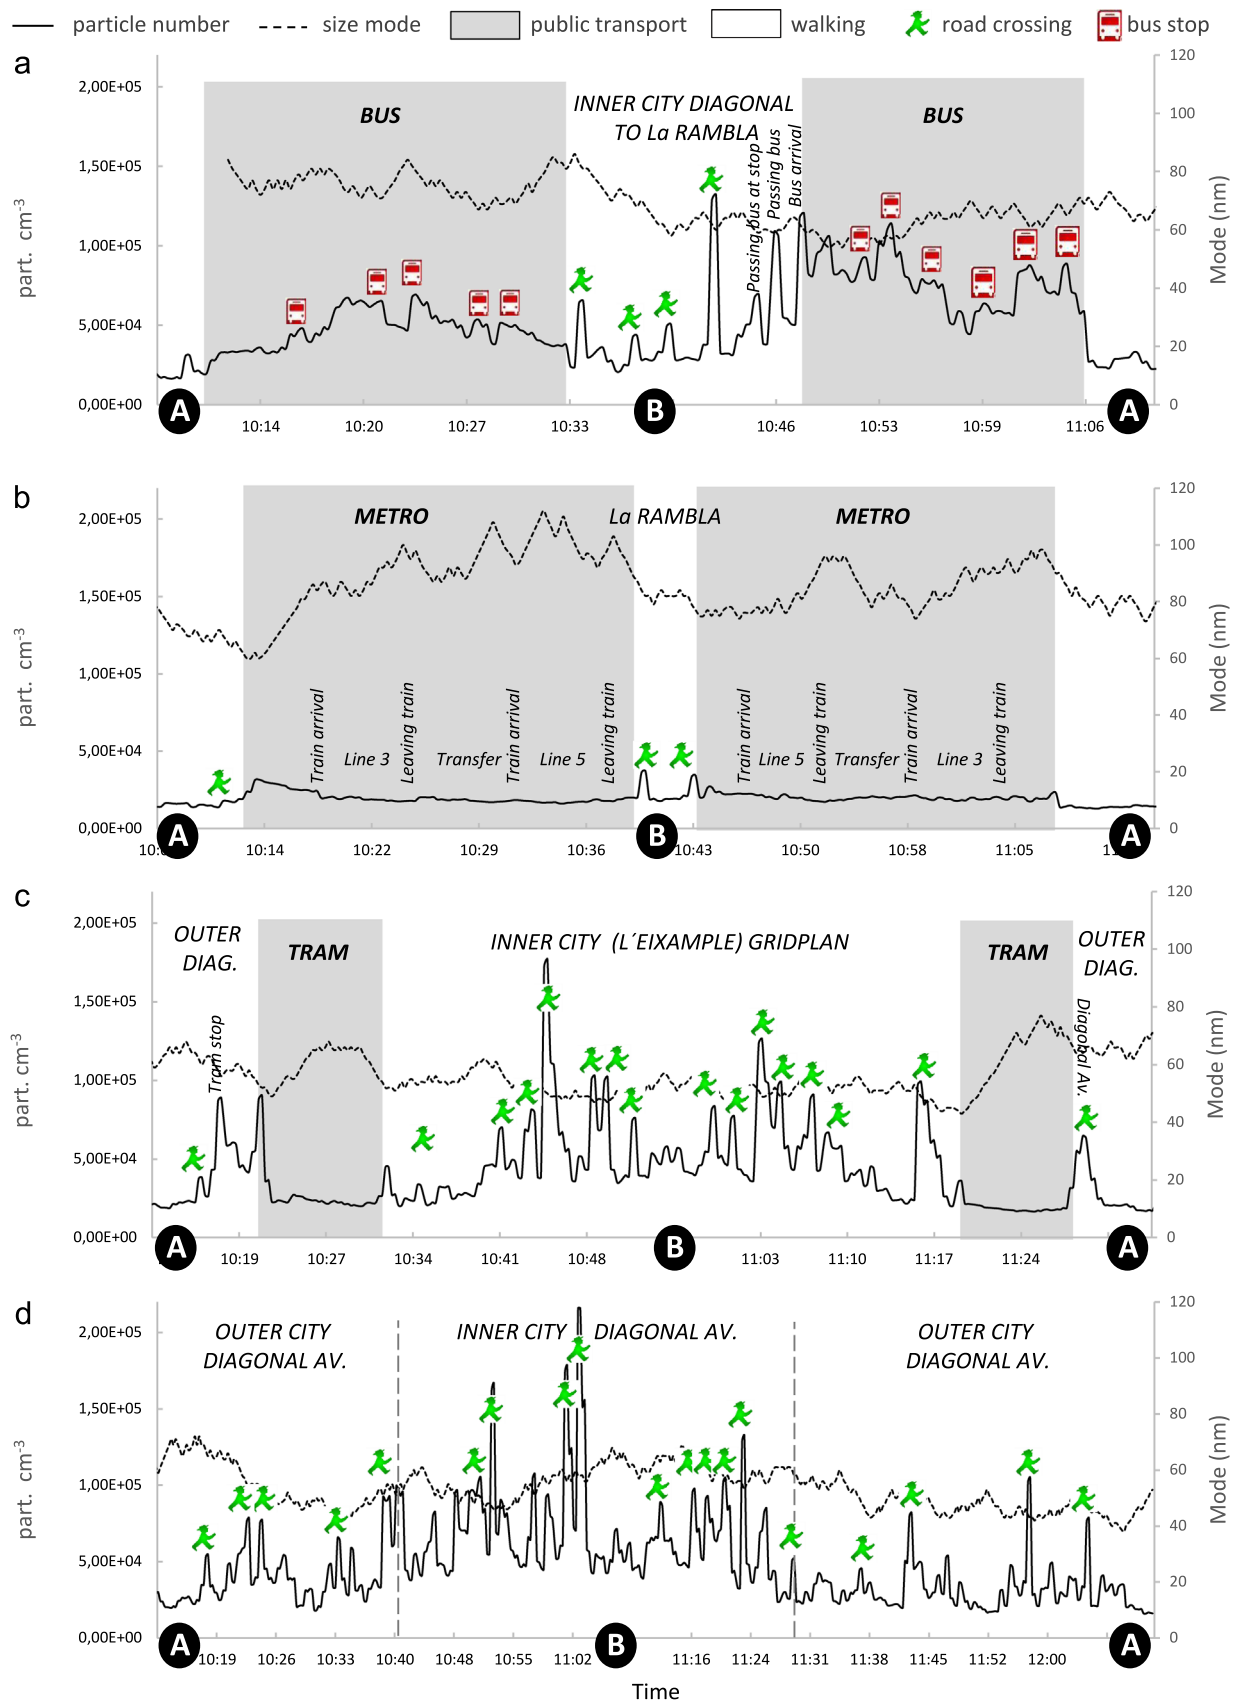 particle number size mode public transport walking road crossing bus stop
a
120
2,00E+05
BUS
INNER CITY DIAGONAL
TO La RAMBLA
BUS
100
1,50E+05
80
Passing bus at stop
Passing bus
Bus arrival
part. cm-3
1,00E+05
60
Mode (nm)
40
5,00E+04
20
0,00E+00
0
A
B
A
10:14 10:20 10:27 10:33 10:46 10:53 10:59 11:06
b
120
2,00E+05
METRO
La RAMBLA
METRO
100
1,50E+05
80
part. cm-3
1,00E+05
60
Mode (nm)
40
5,00E+04
Train arrival
Line 3
Leaving train
Transfer
Train arrival
Line 5
Leaving train
Train arrival
Line 5
Leaving train
Transfer
Train arrival
Line 3
Leaving train
20
0,00E+00
0
A
B
A
10:14 10:22 10:29 10:36 10:43 10:50 10:58 11:05
c
120
2,00E+05
OUTER
DIAG.
TRAM
INNER CITY (L´EIXAMPLE) GRIDPLAN
TRAM
OUTER
DIAG.
100
1,50E+05
80
Tram stop
Diagonal Av.
part. cm-3
1,00E+05
60
Mode (nm)
40
5,00E+04
20
0,00E+00
0
A
B
A
10:19 10:27 10:34 10:41 10:48 11:03 11:10 11:17 11:24
d
120
2,00E+05
OUTER CITY
DIAGONAL AV.
INNER CITY DIAGONAL AV.
OUTER CITY
DIAGONAL AV.
100
1,50E+05
80
part. cm-3
1,00E+05
60
Mode (nm)
40
5,00E+04
20
0,00E+00
0
A
B
A
10:19 10:26 10:33 10:40 10:48 10:55 11:02 11:16 11:24 11:31 11:38 11:45 11:52 12:00
Time